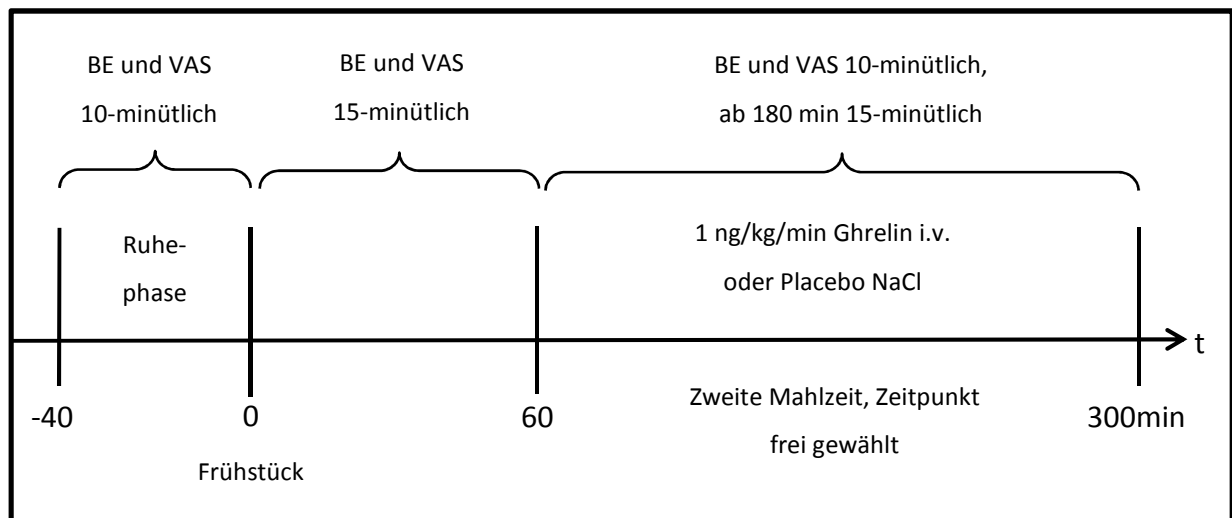 BE und VAS
10-minütlich
BE und VAS
15-minütlich
BE und VAS 10-minütlich,
ab 180 min 15-minütlich
Ruhe-
phase
1 ng/kg/min Ghrelin i.v.
oder Placebo NaCl
t
-40
0
60
300min
Frühstück
Zweite Mahlzeit, Zeitpunkt
frei gewählt